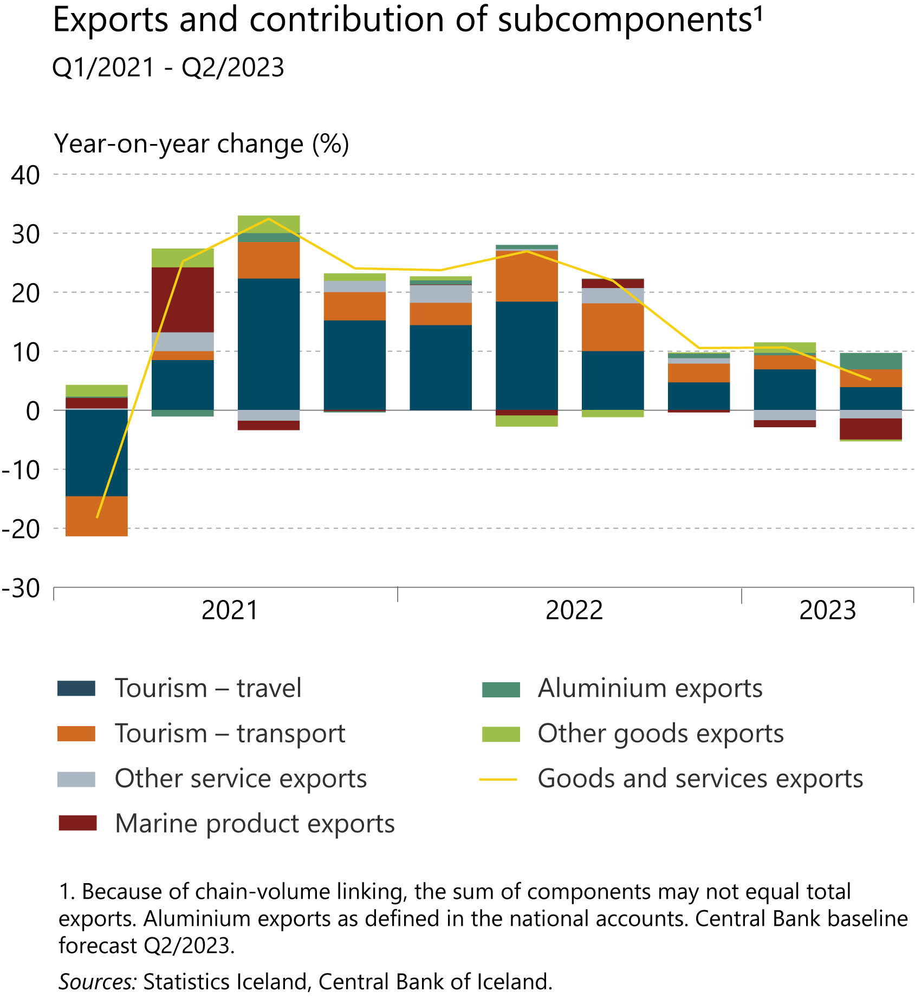 Exports and contribution of subcomponents¹
Q1/2021 - Q2/2023
Year-on-year change (%)
40
30
20
10
0
-10
-20
-30
2021
2022
2023
Tourism – travel
Tourism – transport
Other service exports
Marine product exports
Aluminium exports
Other goods exports
Goods and services exports
1. Because of chain-volume linking, the sum of components may not equal total
exports. Aluminium exports as defined in the national accounts. Central Bank baseline
forecast Q2/2023.
Sources: Statistics Iceland, Central Bank of Iceland.